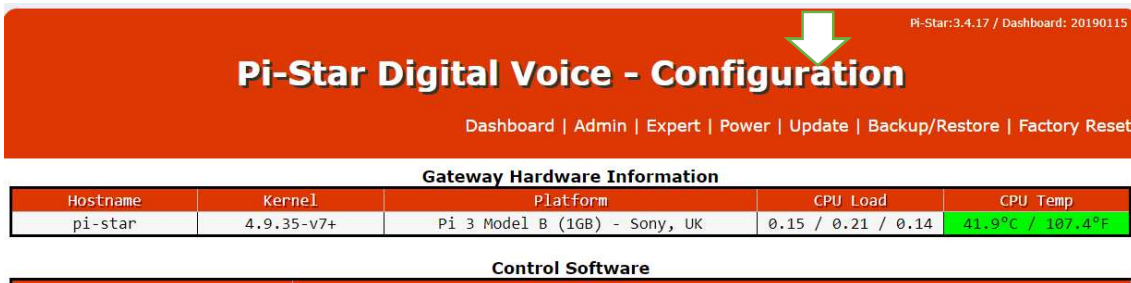 Pi-Star:3.4.17 / Dashboard: 20190115
Pi-Star Digital Voice - Configuration
Dashboard | Admin | Expert | Power | Update | Backup/Restore | Factory Reset
Gateway Hardware Information
Hostname Kernel Platform CPU Load CPU Temp
pi-star 4.9.35-v7+ Pi 3 Model B (1GB) - Sony, UK 0.15 / 0.21 / 0.14 41.9°C / 107.4°F
Control Software